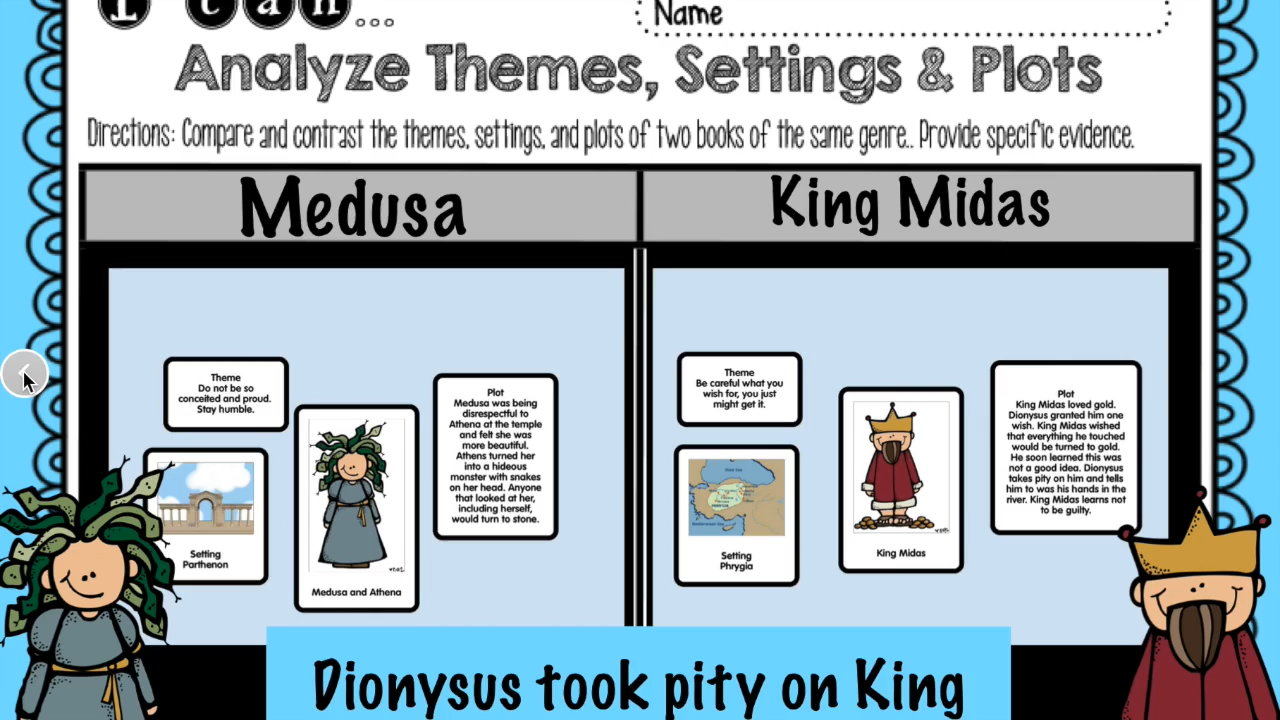 I can...
Name
Analyze Themes, Settings & Plots
Directions: Compare and contrast the themes, settings, and plots of two books of the same genre.. Provide specific evidence.
Medusa
King Midas
Theme
Do not be so
conceited and proud.
Stay humble.
Setting
Parthenon
Medusa and Athena
Plot
Medusa was being
disrespectful to
Athena at the temple
and felt she was
more beautiful.
Athens turned her
into a hideous
monster with snakes
on her head. Anyone
that looked at her,
including herself,
would turn to stone.
Theme
Be careful what you
wish for, you just
might get it.
Setting
Phrygia
King Midas
Plot
King Midas loved gold.
Dionysus granted him one
wish. King Midas wished
that everything he touched
would be turned to gold.
He soon learned this was
not a good idea. Dionysus
takes pity on him and tells
him to was his hands in the
river. King Midas learns not
to be guilty.
Dionysus took pity on King